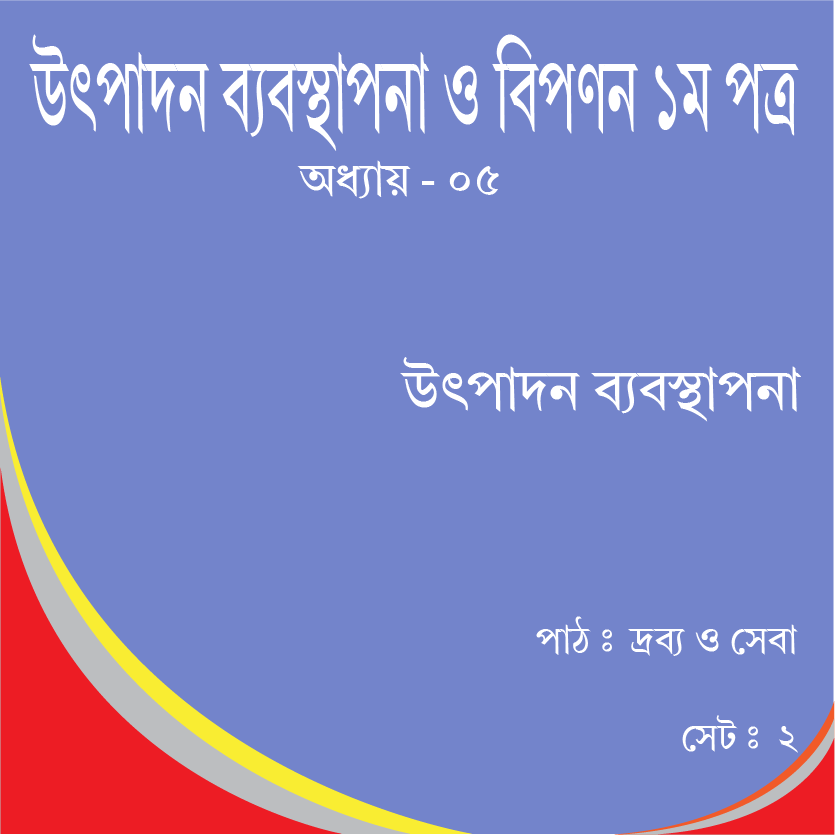 উৎপাদন ব্যবস্থাপনা ও বিপণন ১ম পত্র
অধ্যায় - ০৫
উৎপাদন ব্যবস্থাপনা
পাঠ ঃ দ্রব্য ও সেবা
সেট ঃ ২